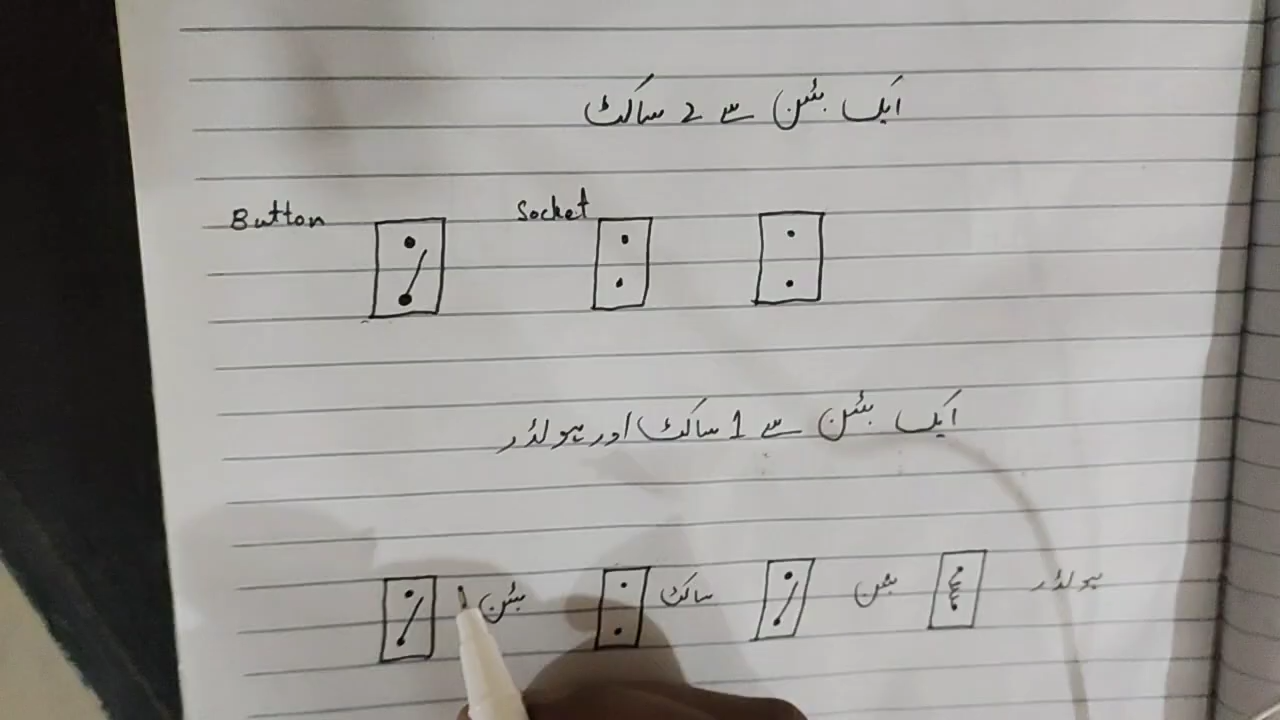 ایک بٹن سے 2 ساکٹ
Button Socket
ایک بٹن سے 1 ساکٹ اور ہولڈر
بٹن ساکٹ بٹن ہولڈر